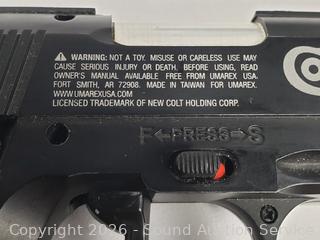 ⚠ WARNING: NOT A TOY. MISUSE OR CARELESS USE MAY
CAUSE SERIOUS INJURY OR DEATH. BEFORE USING, READ
OWNER'S MANUAL AVAILABLE FREE FROM UMAREX USA.
FORT SMITH, AR 72908. MADE IN TAIWAN FOR UMAREX.
WWW.UMAREXUSA.COM
LICENSED TRADEMARK OF NEW COLT HOLDING CORP.
F←PRESS→S
Copyright 2026 - Sound Auction Service